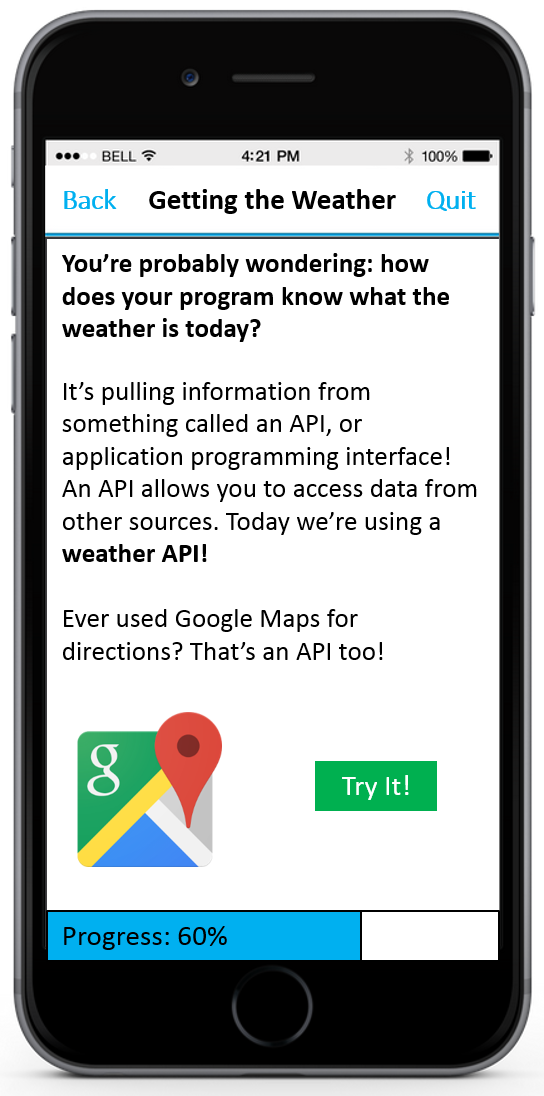 BELL 4:21 PM 100%
Back Getting the Weather Quit
You’re probably wondering: how
does your program know what the
weather is today?
It’s pulling information from
something called an API, or
application programming interface!
An API allows you to access data from
other sources. Today we’re using a
weather API!
Ever used Google Maps for
directions? That’s an API too!
g
Try It!
Progress: 60%